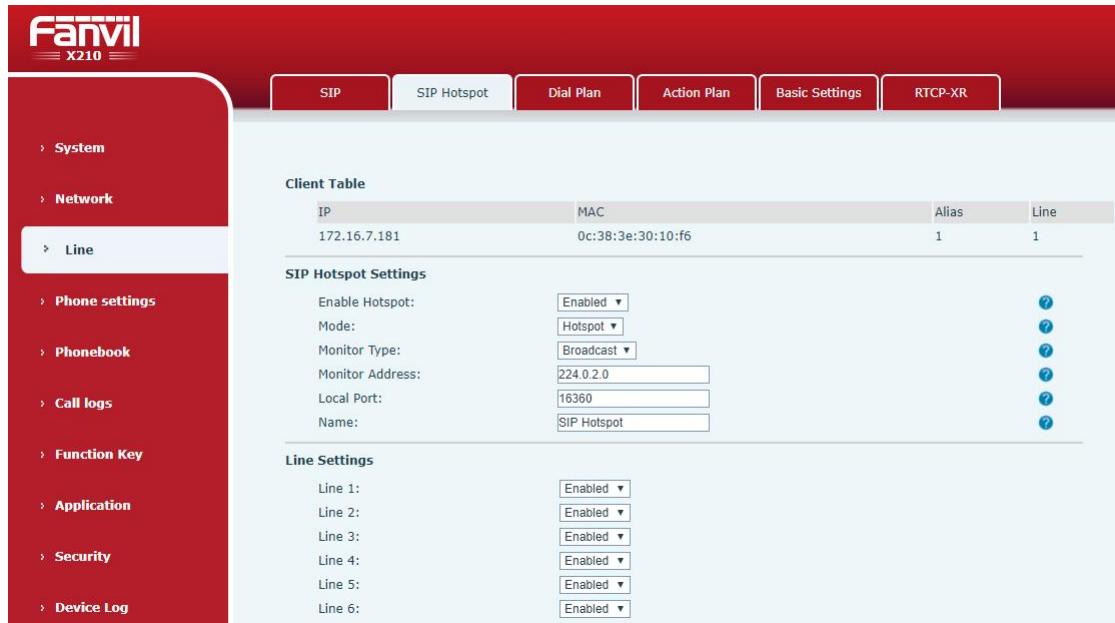 Fanvil
X210
SIP SIP Hotspot Dial Plan Action Plan Basic Settings RTCP-XR
› System
› Network
› Line
› Phone settings
› Phonebook
› Call logs
› Function Key
› Application
› Security
› Device Log
Client Table
IP MAC Alias Line
172.16.7.181 0c:38:3e:30:10:f6 1 1
SIP Hotspot Settings
Enable Hotspot: Enabled ▼ ?
Mode: Hotspot ▼ ?
Monitor Type: Broadcast ▼ ?
Monitor Address: 224.0.2.0 ?
Local Port: 16360 ?
Name: SIP Hotspot ?
Line Settings
Line 1: Enabled ▼
Line 2: Enabled ▼
Line 3: Enabled ▼
Line 4: Enabled ▼
Line 5: Enabled ▼
Line 6: Enabled ▼